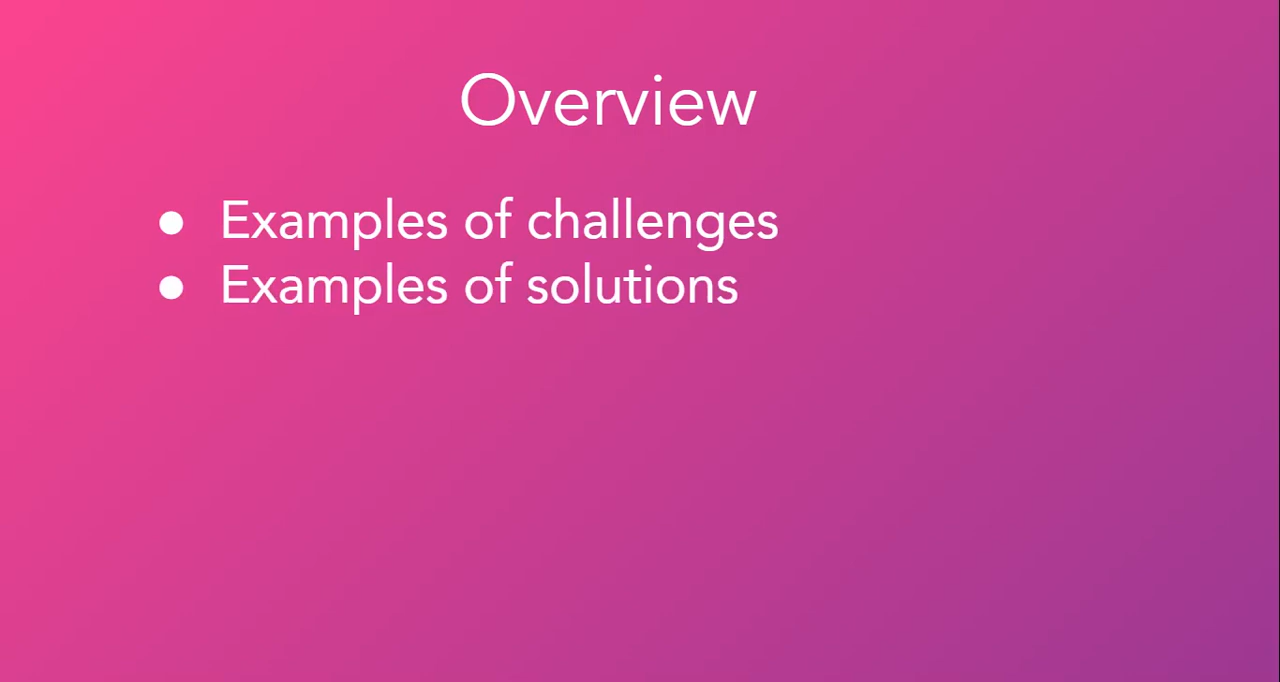 Overview
● Examples of challenges
● Examples of solutions